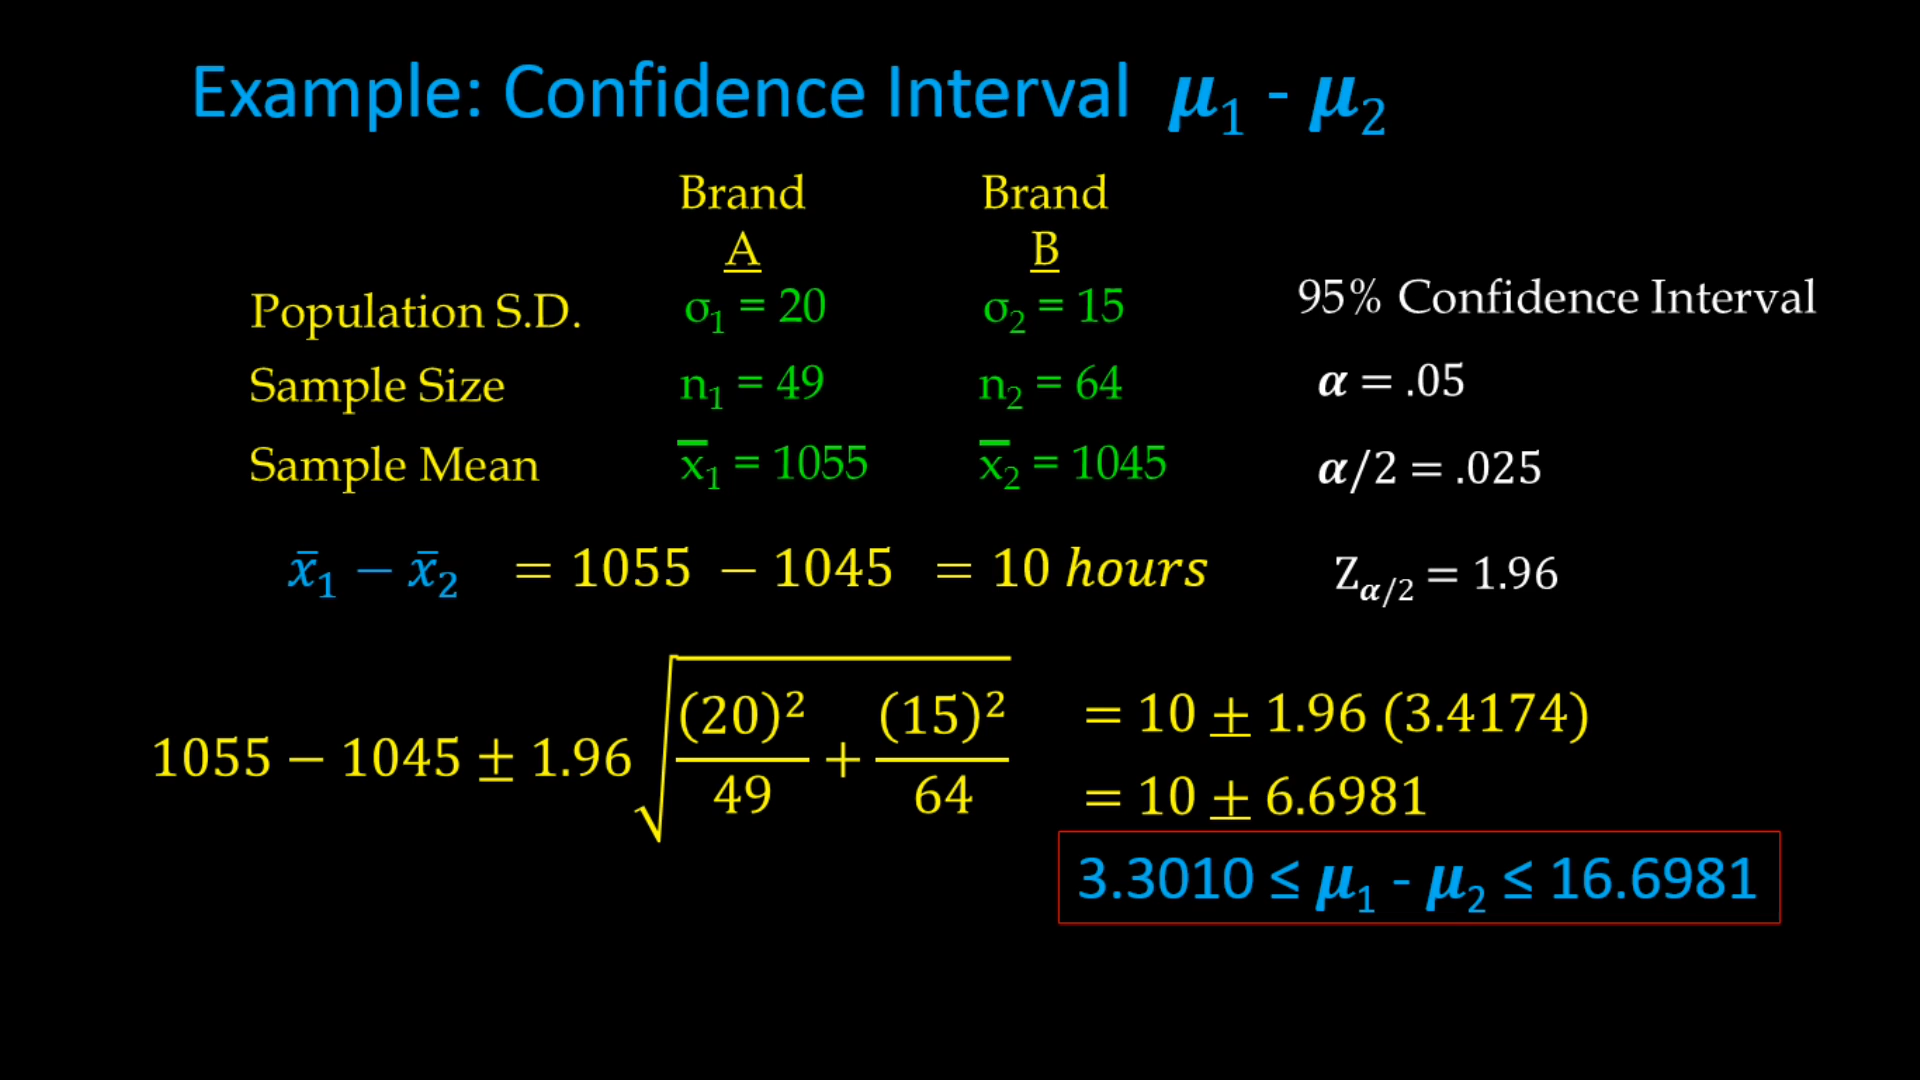 Example: Confidence Interval μ₁ - μ₂
Brand A Brand B
Population S.D. σ₁ = 20 σ₂ = 15
95% Confidence Interval
Sample Size n₁ = 49 n₂ = 64
α = .05
Sample Mean x̅₁ = 1055 x̅₂ = 1045
α/2 = .025
x̄₁ − x̄₂ = 1055 − 1045 = 10 hours
Z_α/2 = 1.96
1055 − 1045 ± 1.96 √((20)²/49 + (15)²/64) = 10 ± 1.96 (3.4174)
= 10 ± 6.6981
3.3010 ≤ μ₁ - μ₂ ≤ 16.6981